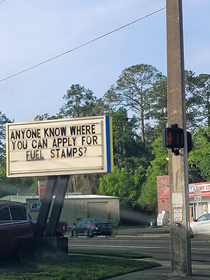 ANYONE KNOW WHERE
YOU CAN APPLY FOR
FUEL STAMPS?